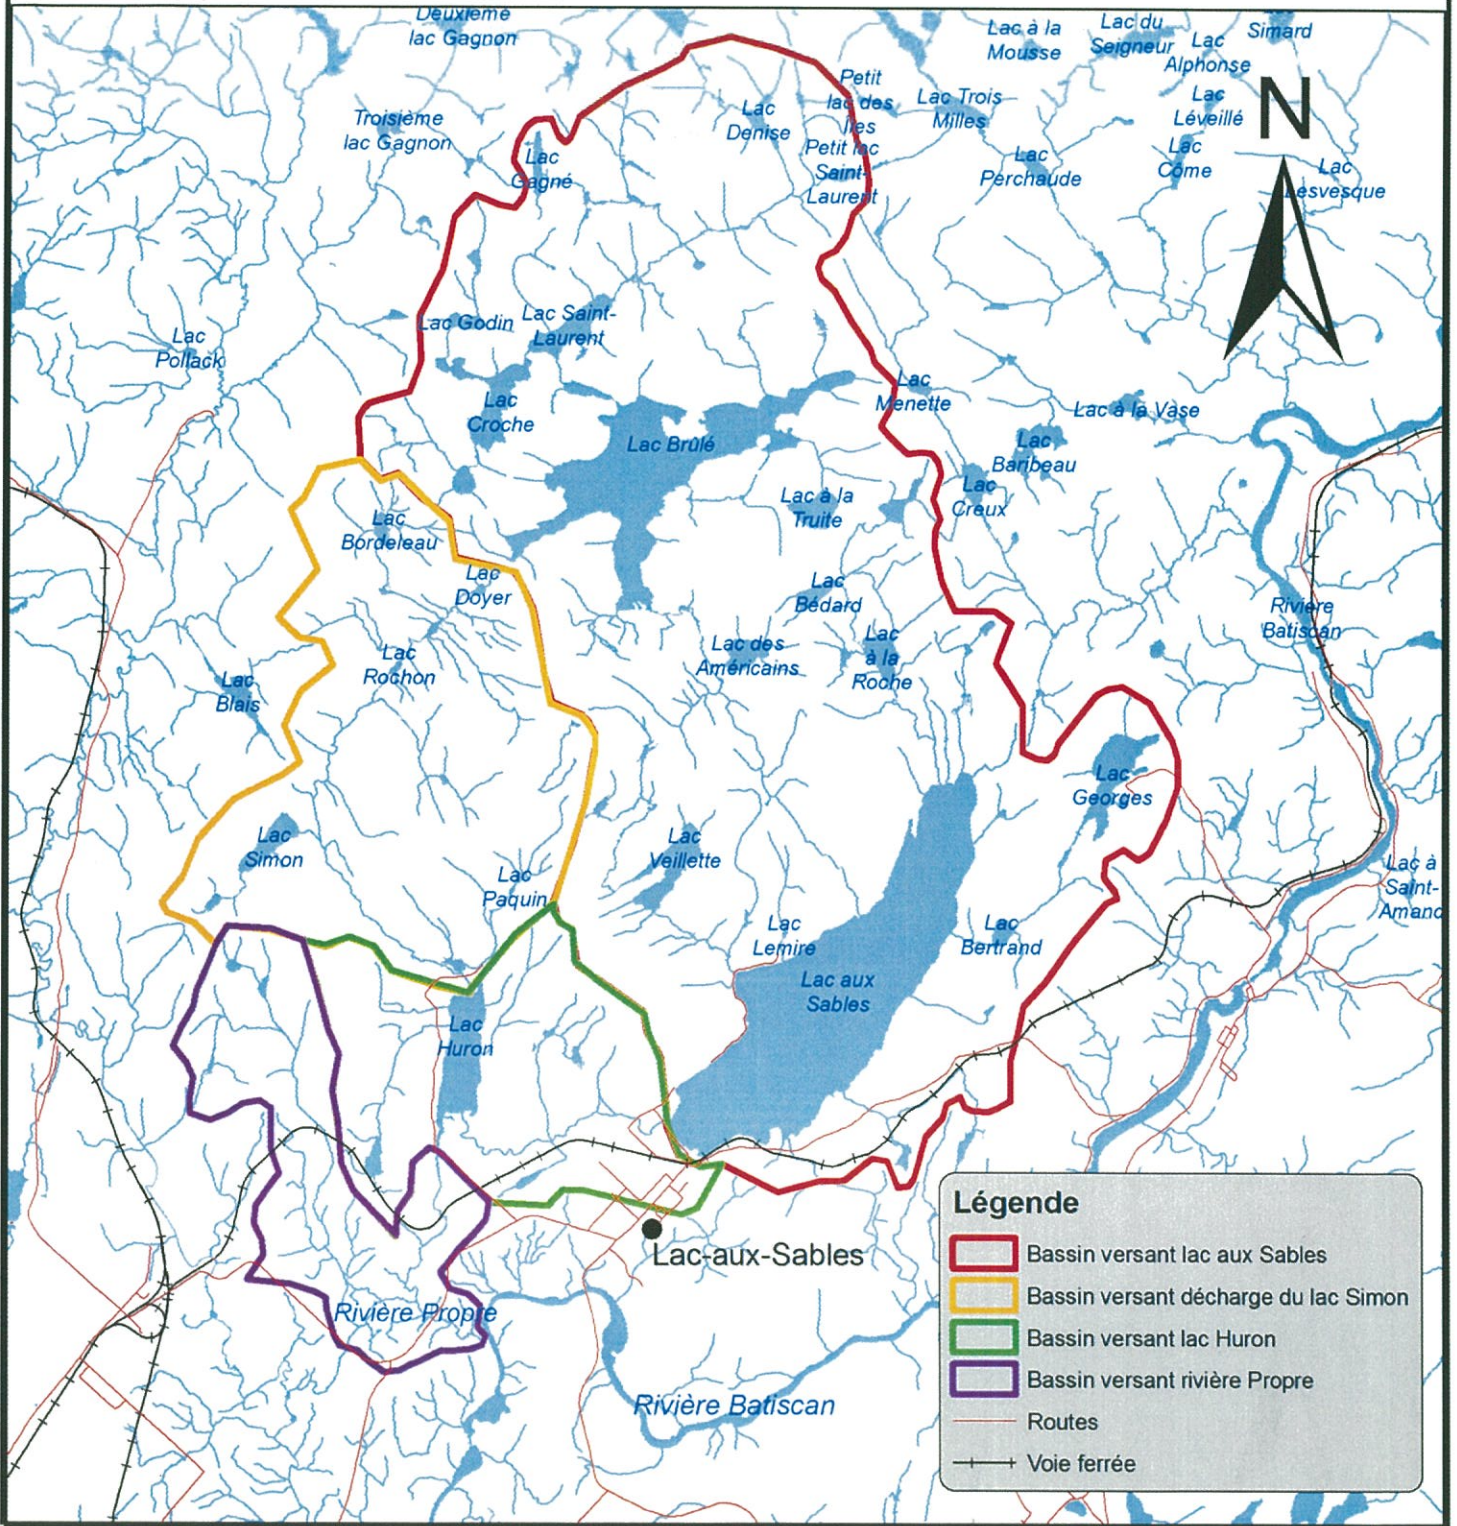 Deuxième
lac Gagnon
Lac à la
Mousse
Lac du
Seigneur
Simard
Lac
Alphonse
Petit
lac des
îles
Lac Trois
Milles
Lac
Léveillé
N
Troisième
lac Gagnon
Lac
Denise
Petit lac
Saint-
Laurent
Lac
Gagné
Lac
Perchaude
Lac
Côme
Lac
Lesvesque
Lac Godin
Lac Saint-
Laurent
Lac
Pollack
Lac
Croche
Lac
Menette
Lac à la Vase
Lac Brûlé
Lac
Baribeau
Lac
Creux
Lac à la
Truite
Lac
Bordeleau
Lac
Doyer
Lac
Bédard
Rivière
Batiscan
Lac des
Américains
Lac
à la
Roche
Lac
Rochon
Lac
Blais
Lac
Georges
Lac
Simon
Lac
Veillette
Lac
Paquin
Lac à
Saint-
Amand
Lac
Lemire
Lac
Bertrand
Lac aux
Sables
Lac
Huron
Lac-aux-Sables
Rivière Propre
Rivière Batiscan
Légende
Bassin versant lac aux Sables
Bassin versant décharge du lac Simon
Bassin versant lac Huron
Bassin versant rivière Propre
Routes
Voie ferrée